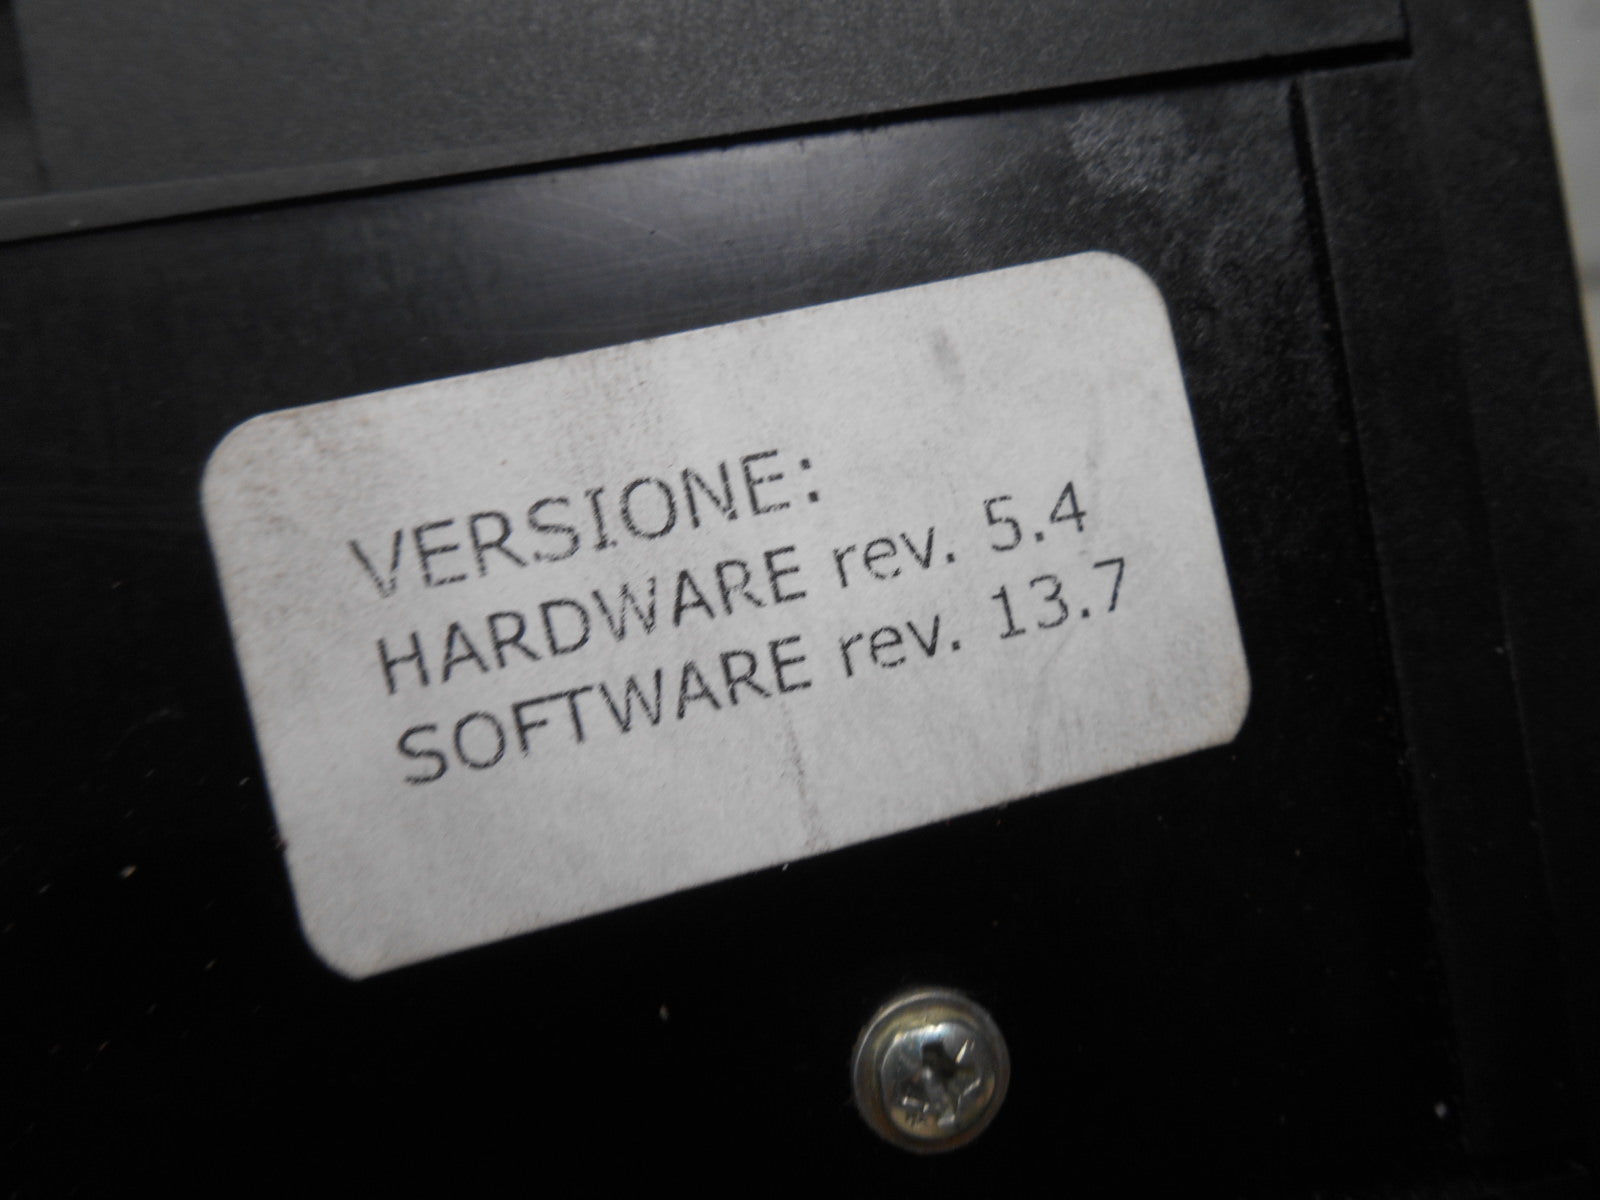 VERSIONE:
HARDWARE rev. 5.4
SOFTWARE rev. 13.7